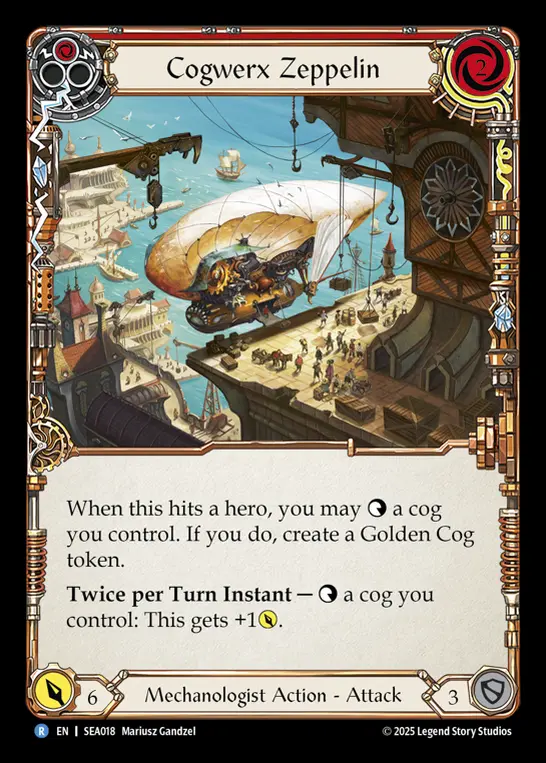 Cogwerx Zeppelin
2
When this hits a hero, you may a cog
you control. If you do, create a Golden Cog
token.
Twice per Turn Instant — a cog you
control: This gets +1.
6
Mechanologist Action - Attack
3
R EN | SEA018 Mariusz Gandzel
© 2025 Legend Story Studios